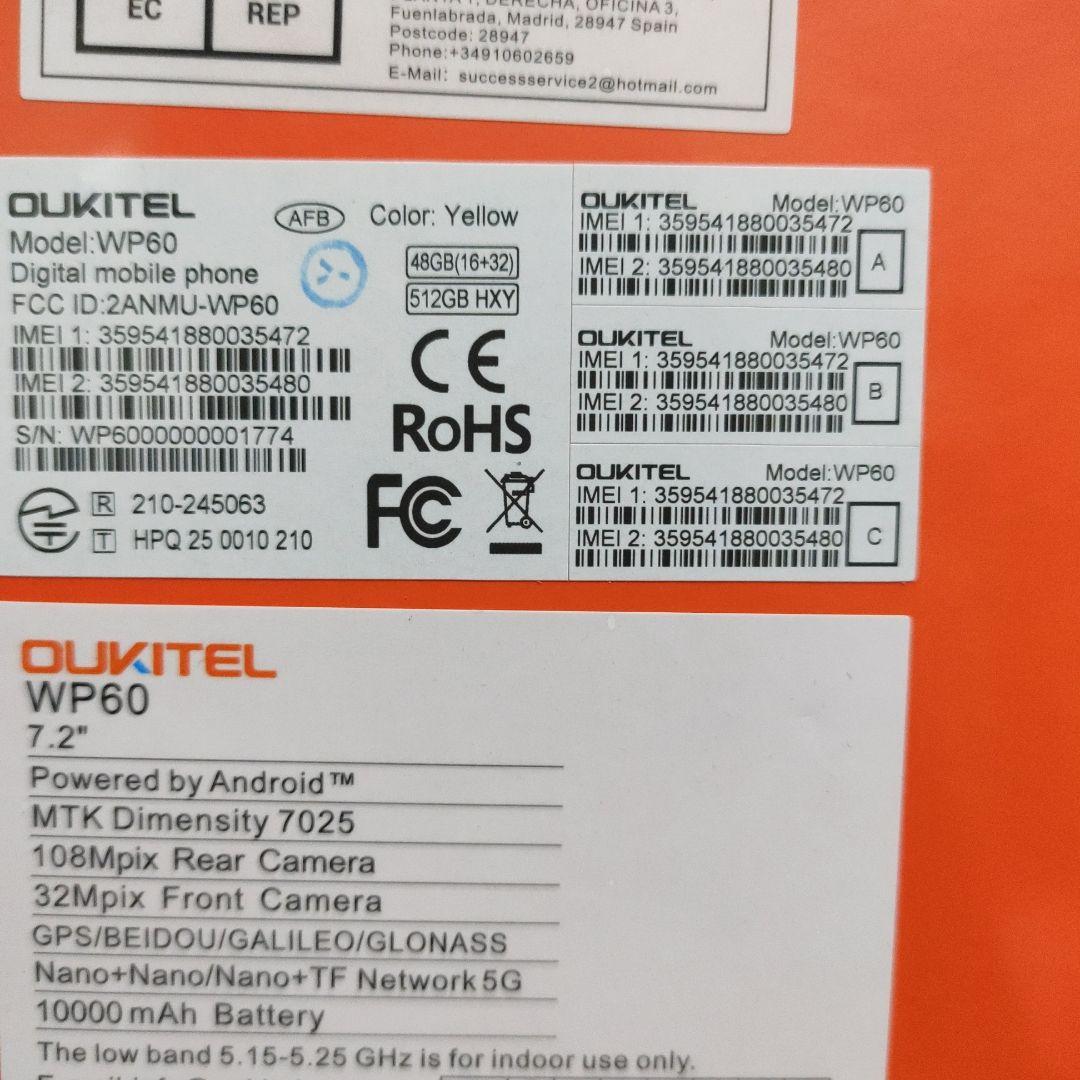 EC REP
PLANTA 1, DERECHA, OFICINA 3,
Fuenlabrada, Madrid, 28947 Spain
Postcode: 28947
Phone:+34910602659
E-Mail: successservice2@hotmail.com
OUKITEL
AFB
Color: Yellow
Model:WP60
Digital mobile phone
48GB(16+32)
FCC ID:2ANMU-WP60
512GB HXY
IMEI 1: 359541880035472
IMEI 2: 359541880035480
S/N: WP6000000001774
CE
RoHS
FC
R 210-245063
T HPQ 25 0010 210
OUKITEL Model:WP60
IMEI 1: 359541880035472
IMEI 2: 359541880035480
A
OUKITEL Model:WP60
IMEI 1: 359541880035472
IMEI 2: 359541880035480
B
OUKITEL Model:WP60
IMEI 1: 359541880035472
IMEI 2: 359541880035480
C
OUKITEL
WP60
7.2"
Powered by Android™
MTK Dimensity 7025
108Mpix Rear Camera
32Mpix Front Camera
GPS/BEIDOU/GALILEO/GLONASS
Nano+Nano/Nano+TF Network 5G
10000 mAh Battery
The low band 5.15-5.25 GHz is for indoor use only.